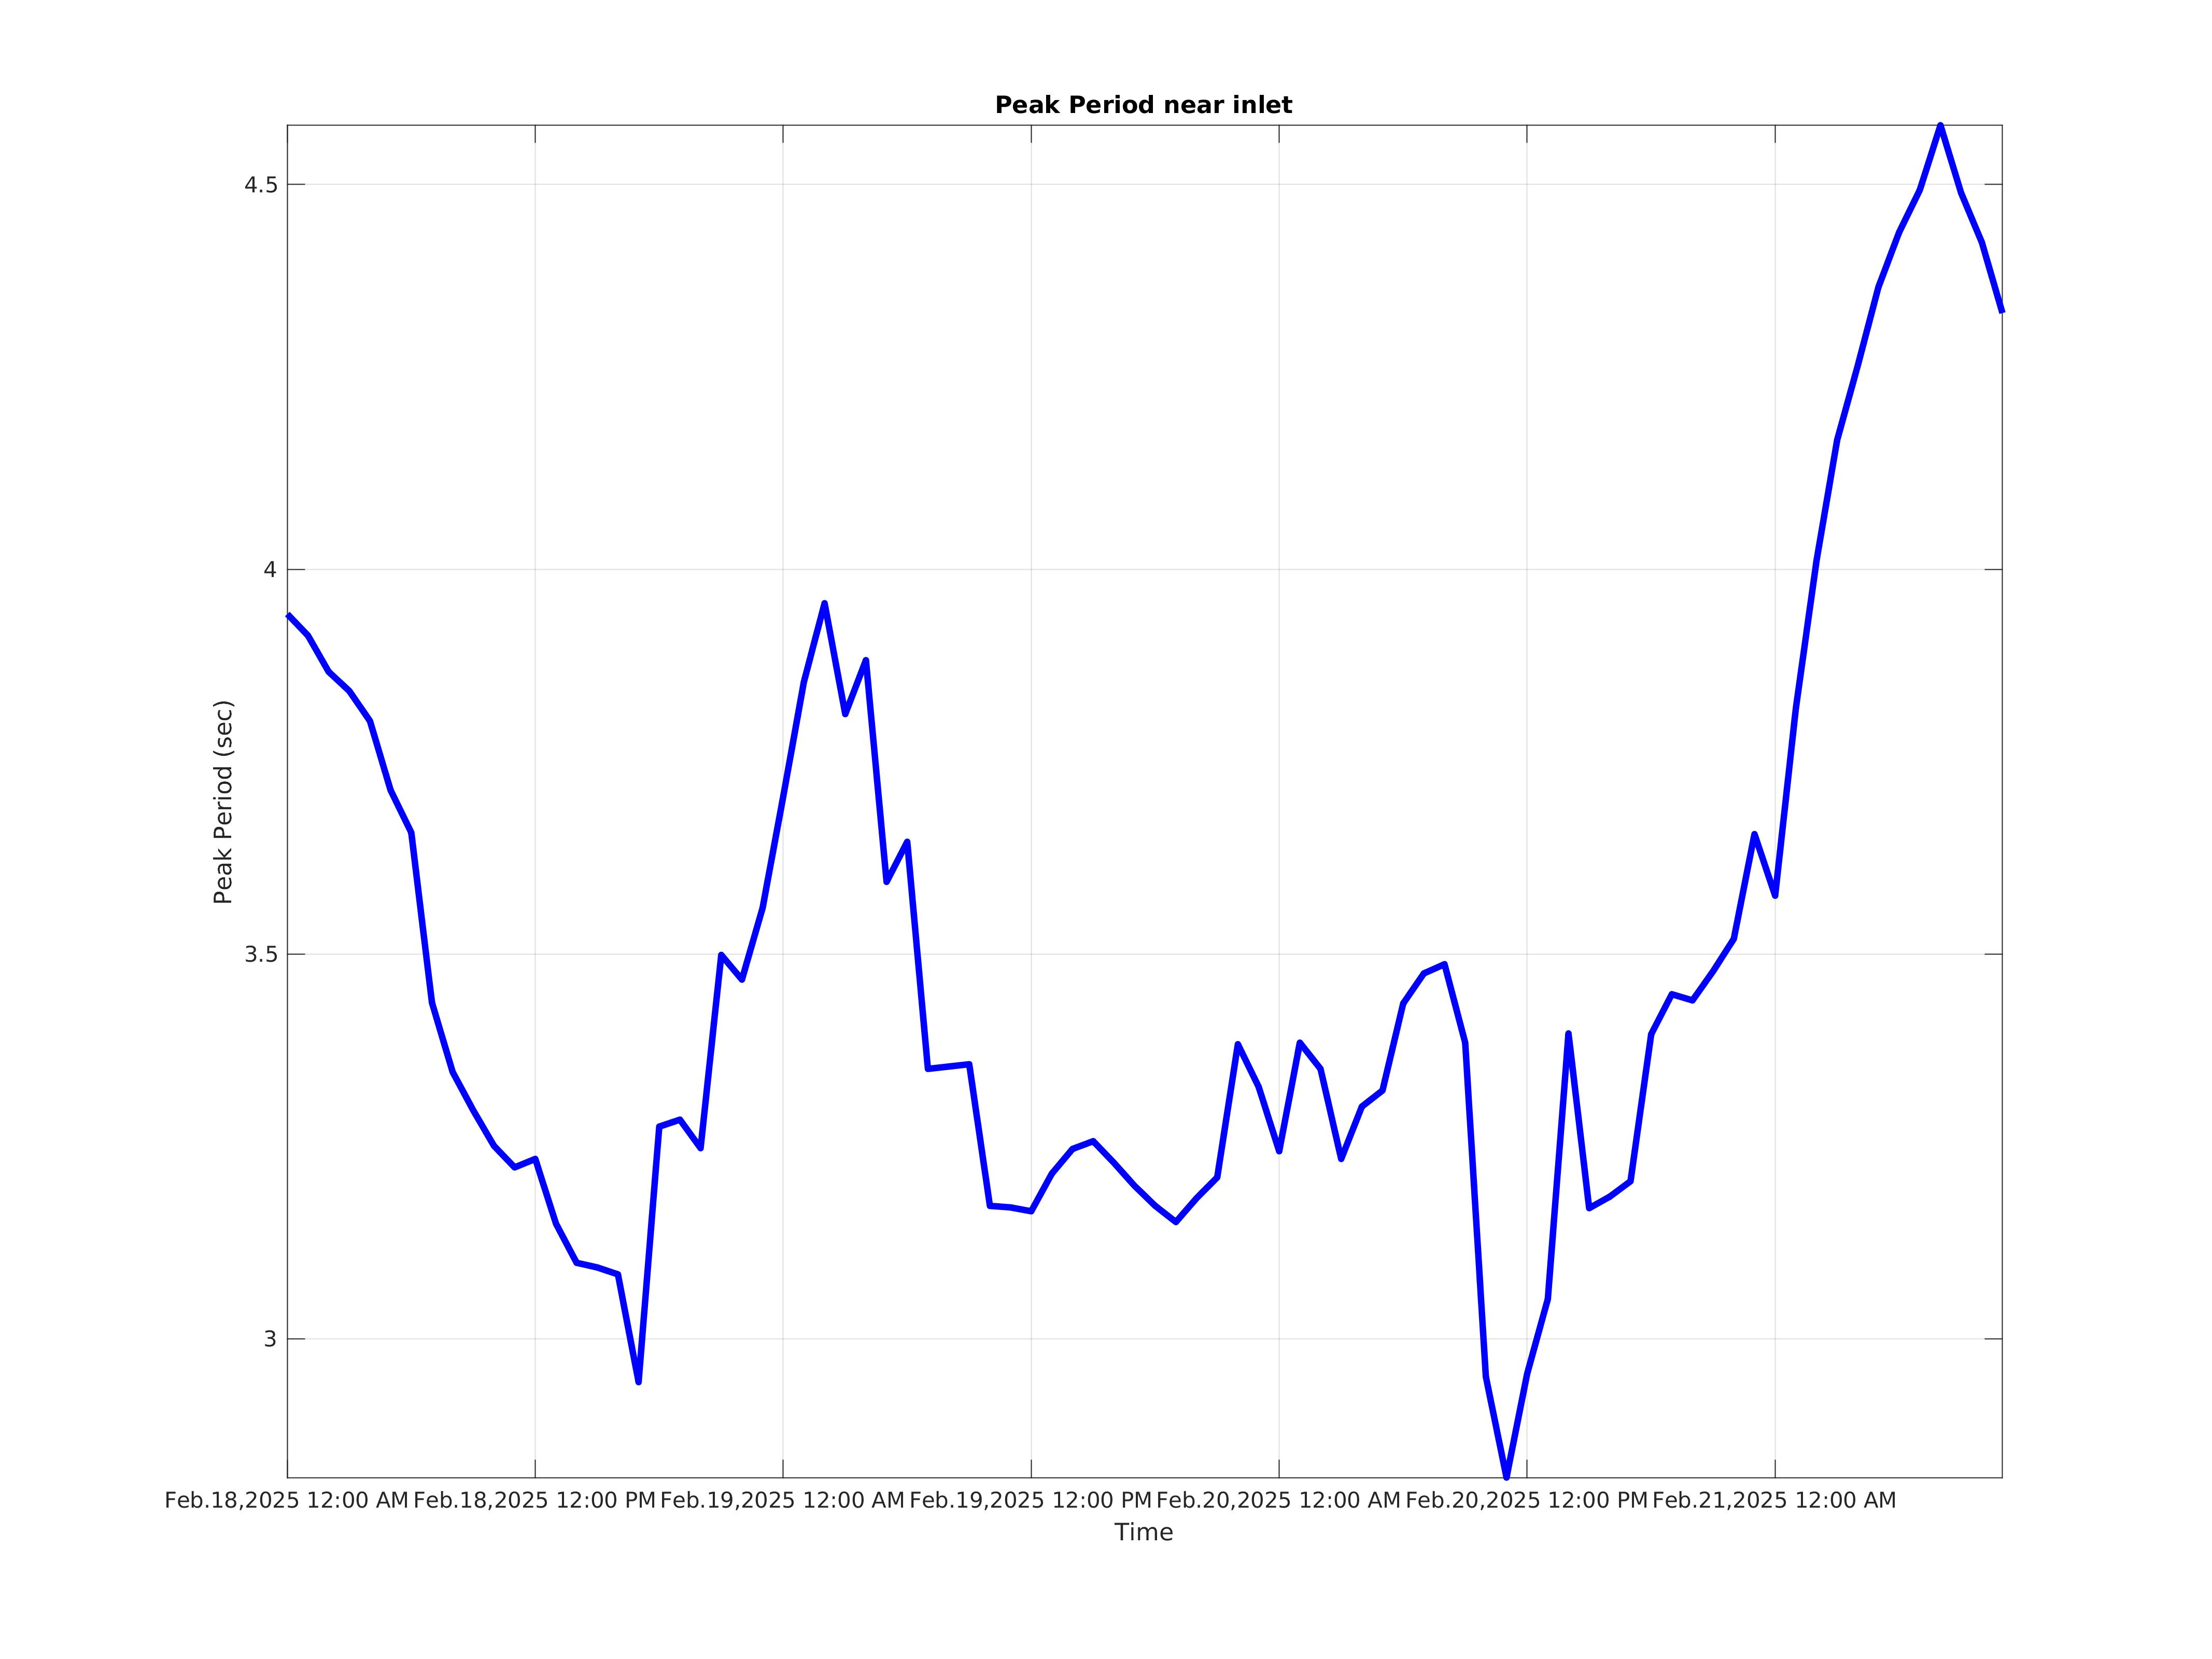 Peak Period near inlet
4.5
4
3.5
3
Peak Period (sec)
Feb.18,2025 12:00 AM Feb.18,2025 12:00 PM Feb.19,2025 12:00 AM Feb.19,2025 12:00 PM Feb.20,2025 12:00 AM Feb.20,2025 12:00 PM Feb.21,2025 12:00 AM
Time